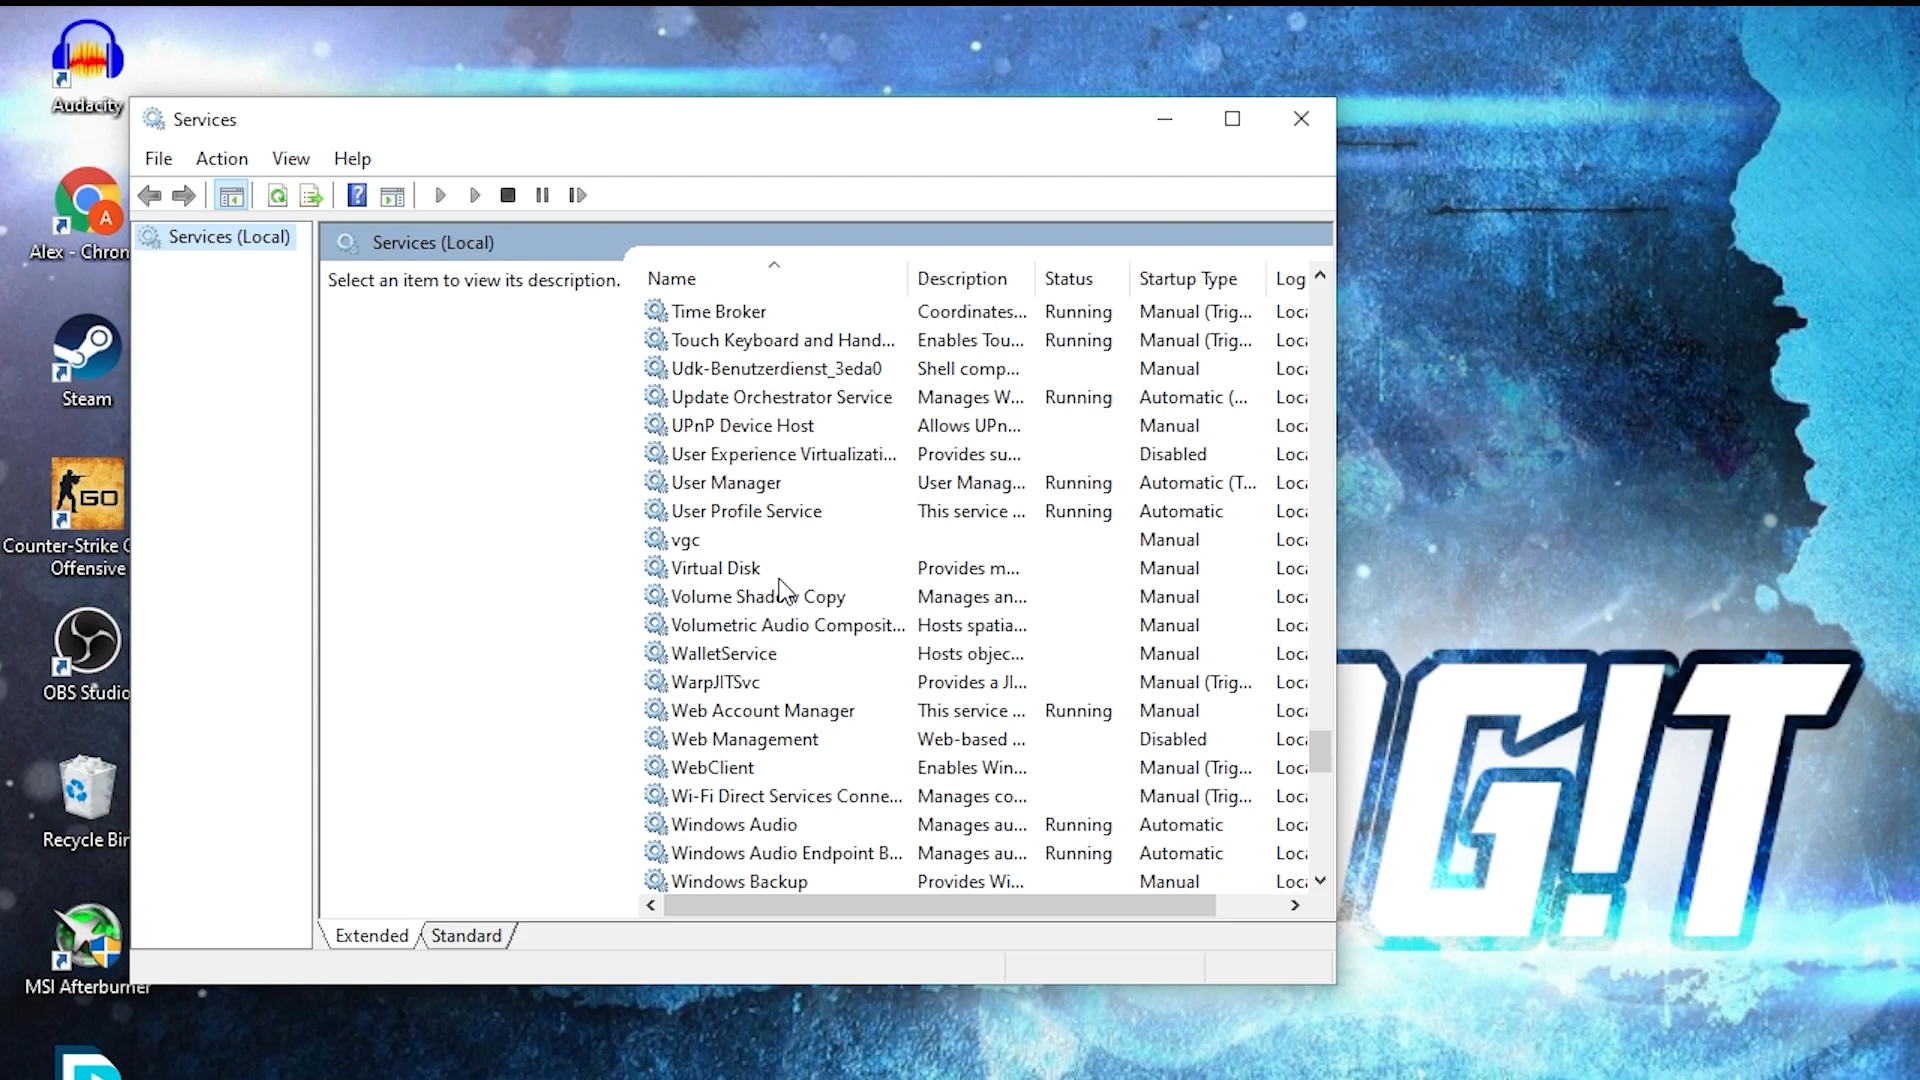 Audacity
Alex - Chron
Steam
GO
Counter-Strike G
Offensive
OBS Studio
Recycle Bin
MSI Afterburner
Services
File Action View Help
Services (Local)
Services (Local)
Select an item to view its description.
Name Description Status Startup Type Log
Time Broker Coordinates... Running Manual (Trig... Loca
Touch Keyboard and Hand... Enables Tou... Running Manual (Trig... Loca
Udk-Benutzerdienst_3eda0 Shell comp... Manual Loca
Update Orchestrator Service Manages W... Running Automatic (... Loca
UPnP Device Host Allows UPn... Manual Loca
User Experience Virtualizati... Provides su... Disabled Loca
User Manager User Manag... Running Automatic (T... Loca
User Profile Service This service ... Running Automatic Loca
vgc Manual Loca
Virtual Disk Provides m... Manual Loca
Volume Shadow Copy Manages an... Manual Loca
Volumetric Audio Composit... Hosts spatia... Manual Loca
WalletService Hosts objec... Manual Loca
WarpJITSvc Provides a JI... Manual (Trig... Loca
Web Account Manager This service ... Running Manual Loca
Web Management Web-based ... Disabled Loca
WebClient Enables Win... Manual (Trig... Loca
Wi-Fi Direct Services Conne... Manages co... Manual (Trig... Loca
Windows Audio Manages au... Running Automatic Loca
Windows Audio Endpoint B... Manages au... Running Automatic Loca
Windows Backup Provides Wi... Manual Loca
Extended Standard
G!T